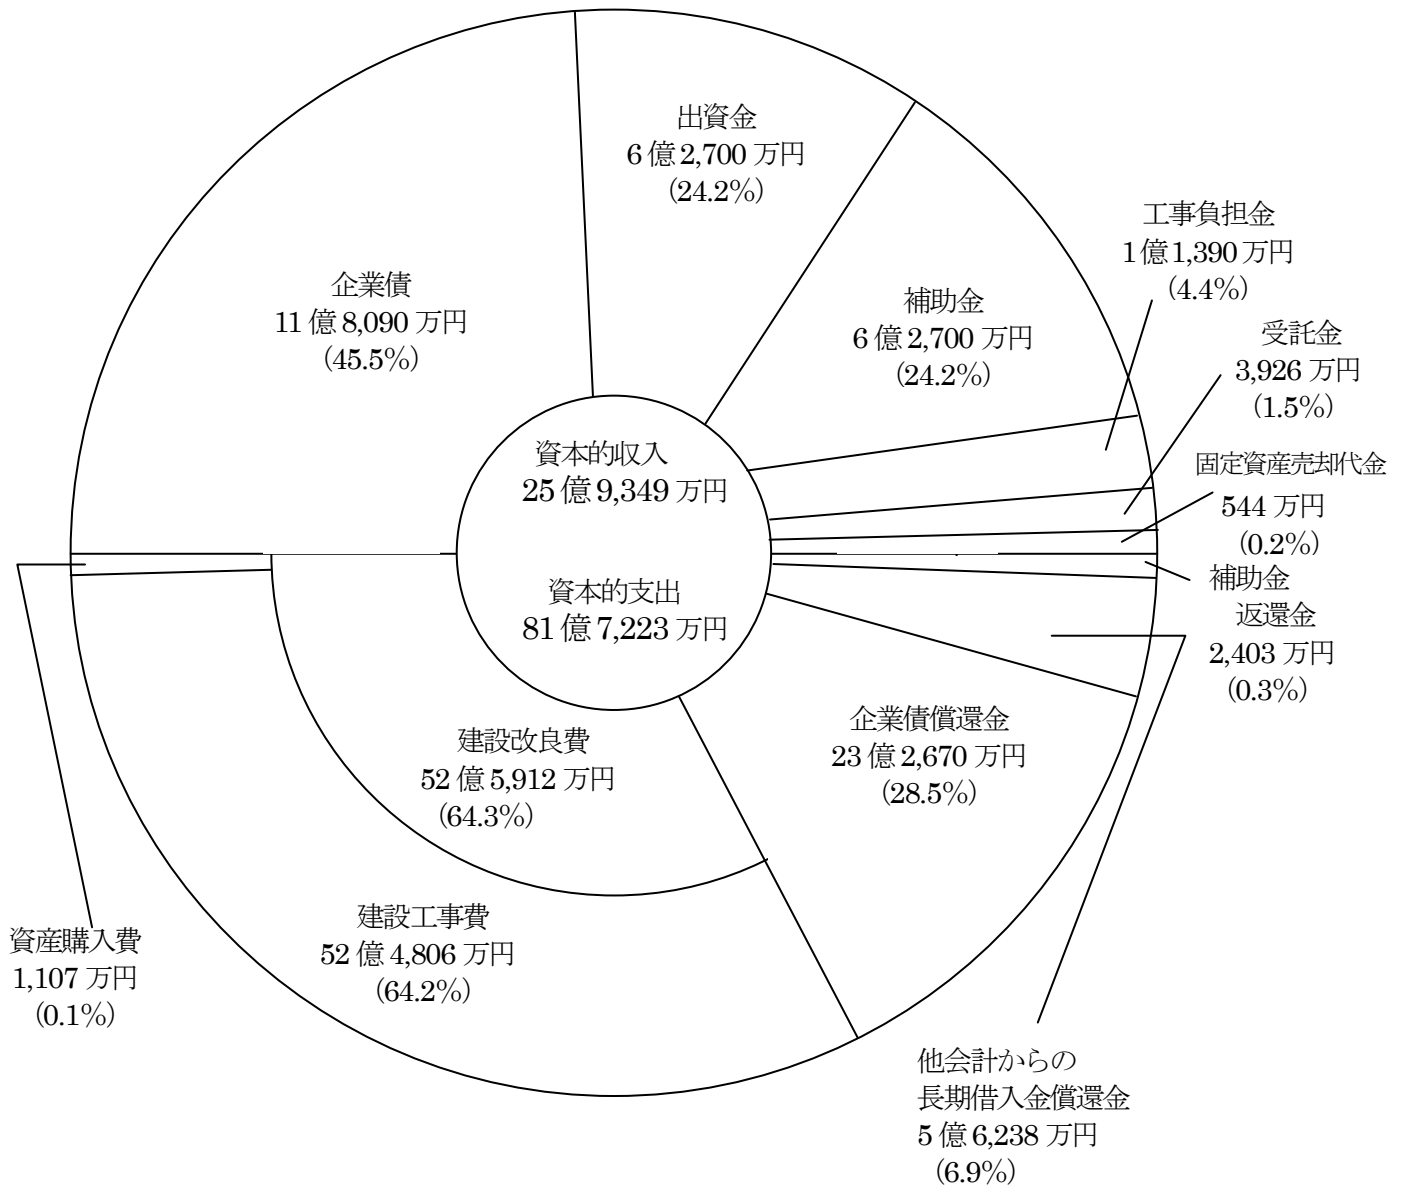 出資金
6億2,700万円
(24.2%)
企業債
11億8,090万円
(45.5%)
補助金
6億2,700万円
(24.2%)
工事負担金
1億1,390万円
(4.4%)
受託金
3,926万円
(1.5%)
固定資産売却代金
544万円
(0.2%)
資本的収入
25億9,349万円
資本的支出
81億7,223万円
補助金
返還金
2,403万円
(0.3%)
企業債償還金
23億2,670万円
(28.5%)
建設改良費
52億5,912万円
(64.3%)
建設工事費
52億4,806万円
(64.2%)
資産購入費
1,107万円
(0.1%)
他会計からの
長期借入金償還金
5億6,238万円
(6.9%)